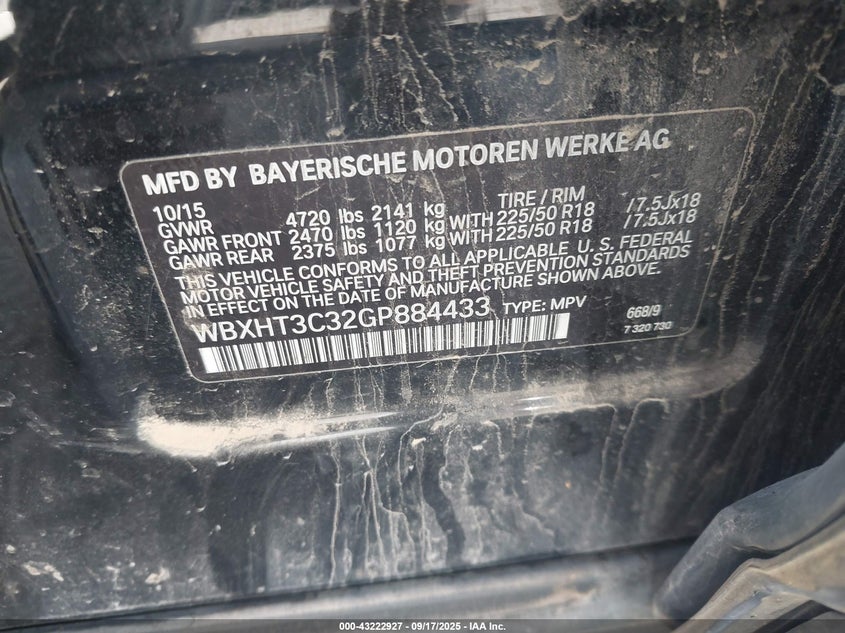 MFD BY BAYERISCHE MOTOREN WERKE AG
10/15 TIRE / RIM
GVWR 4720 lbs 2141 kg
GAWR FRONT 2470 lbs 1120 kg WITH 225/50 R18 /7.5Jx18
GAWR REAR 2375 lbs 1077 kg WITH 225/50 R18 /7.5Jx18
THIS VEHICLE CONFORMS TO ALL APPLICABLE U.S. FEDERAL
MOTOR VEHICLE SAFETY AND THEFT PREVENTION STANDARDS
IN EFFECT ON THE DATE OF MANUFACTURE SHOWN ABOVE.
WBXHT3C32GP884433 TYPE: MPV 668/9
7 320 730
000-43222927 - 09/17/2025 - IAA Inc.